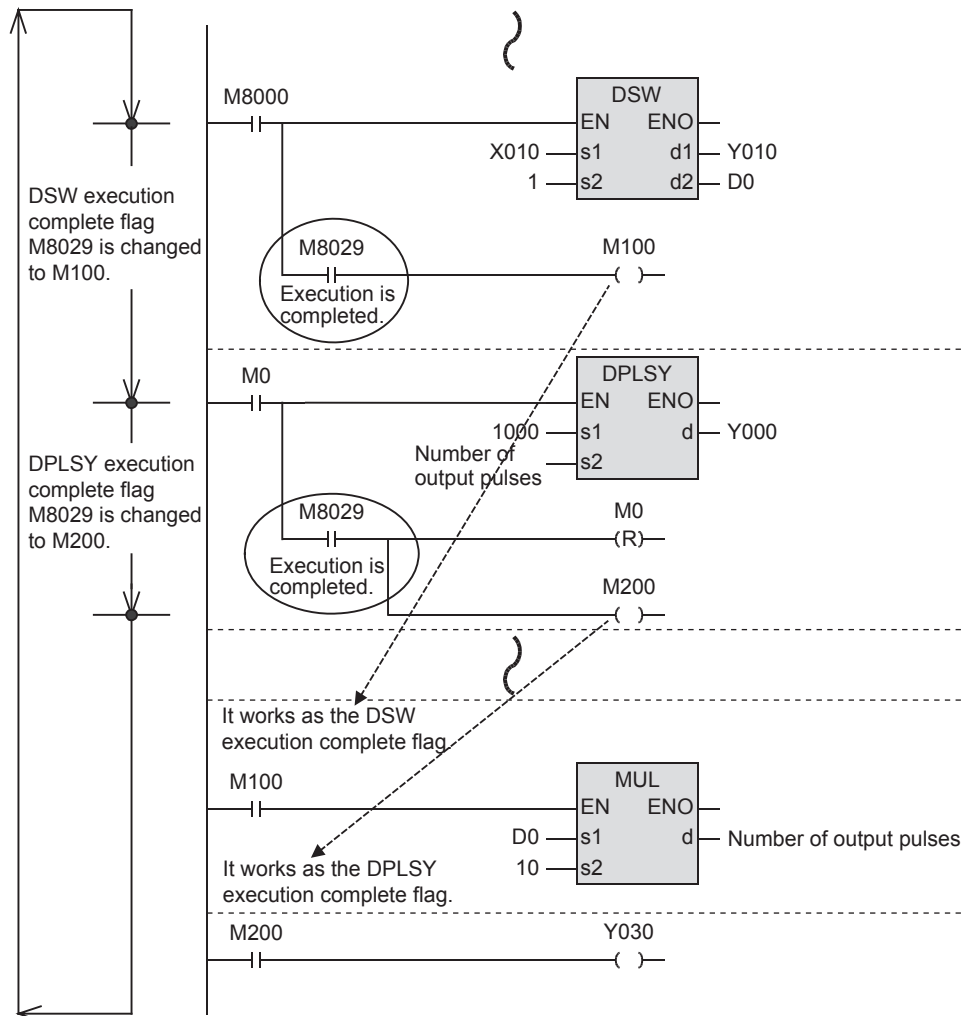 M8000
DSW
EN ENO
X010 s1 d1 Y010
1 s2 d2 D0
DSW execution
complete flag
M8029 is changed
to M100.
M8029
Execution is
completed.
M100
( )
M0
DPLSY
EN ENO
1000 s1 d Y000
Number of
output pulses
s2
DPLSY execution
complete flag
M8029 is changed
to M200.
M8029
Execution is
completed.
M0
(R)
M200
( )
It works as the DSW
execution complete flag.
M100
MUL
EN ENO
D0 s1 d Number of output pulses
10 s2
It works as the DPLSY
execution complete flag.
M200
Y030
( )